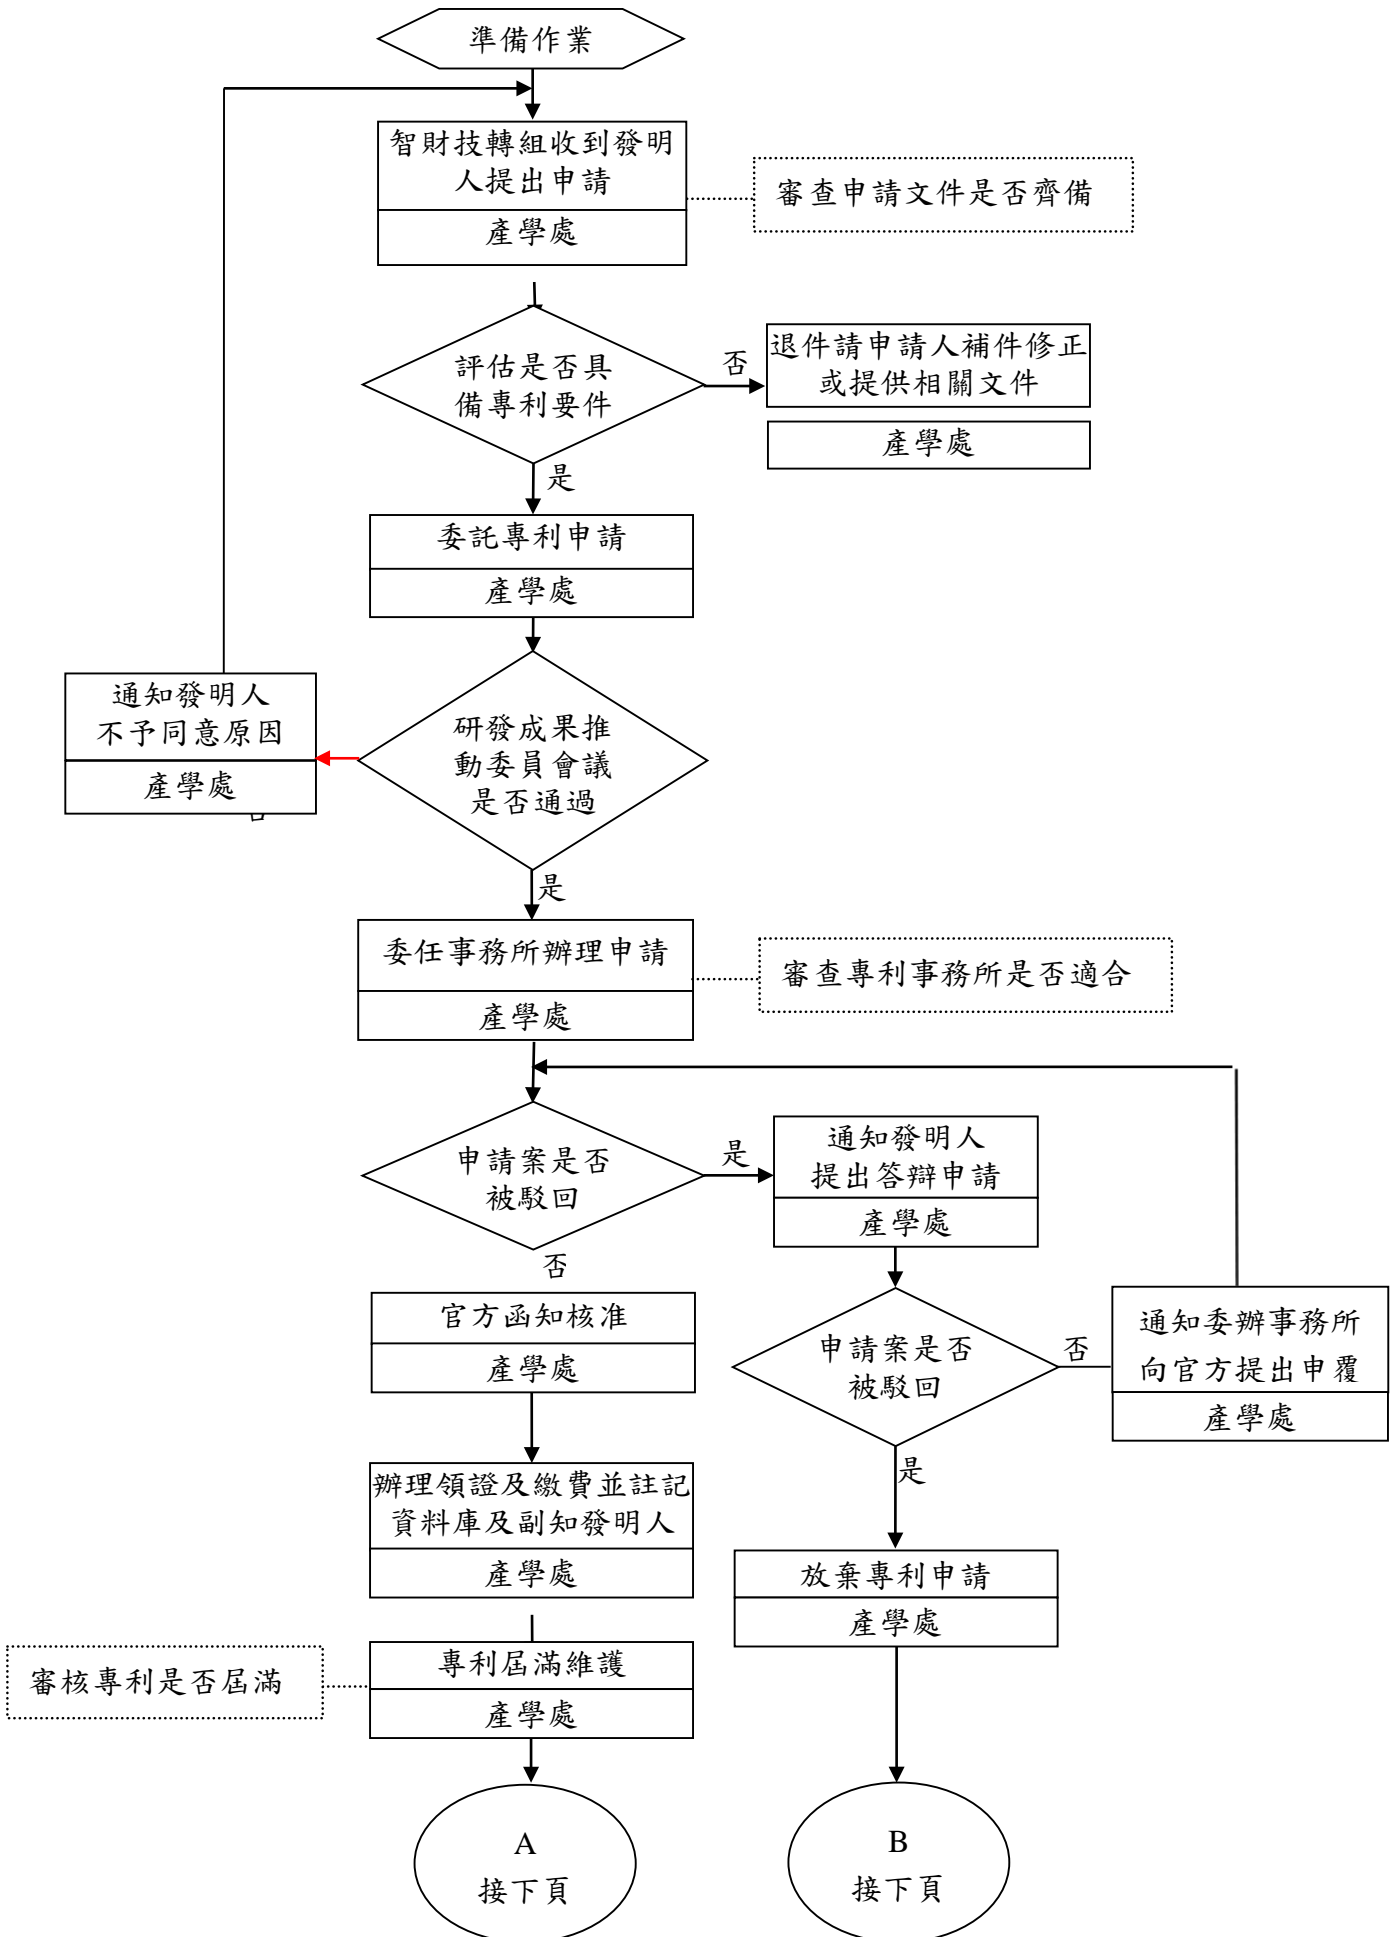 準備作業
智財技轉組收到發明
人提出申請
產學處
審查申請文件是否齊備
評估是否具
備專利要件
否
退件請申請人補件修正
或提供相關文件
產學處
是
委託專利申請
產學處
通知發明人
不予同意原因
產學處
研發成果推
動委員會議
是否通過
是
委任事務所辦理申請
產學處
審查專利事務所是否適合
申請案是否
被駁回
是
通知發明人
提出答辯申請
產學處
否
官方函知核准
產學處
申請案是否
被駁回
否
通知委辦事務所
向官方提出申覆
產學處
是
辦理領證及繳費並註記
資料庫及副知發明人
產學處
放棄專利申請
產學處
審核專利是否屆滿
專利屆滿維護
產學處
A
接下頁
B
接下頁